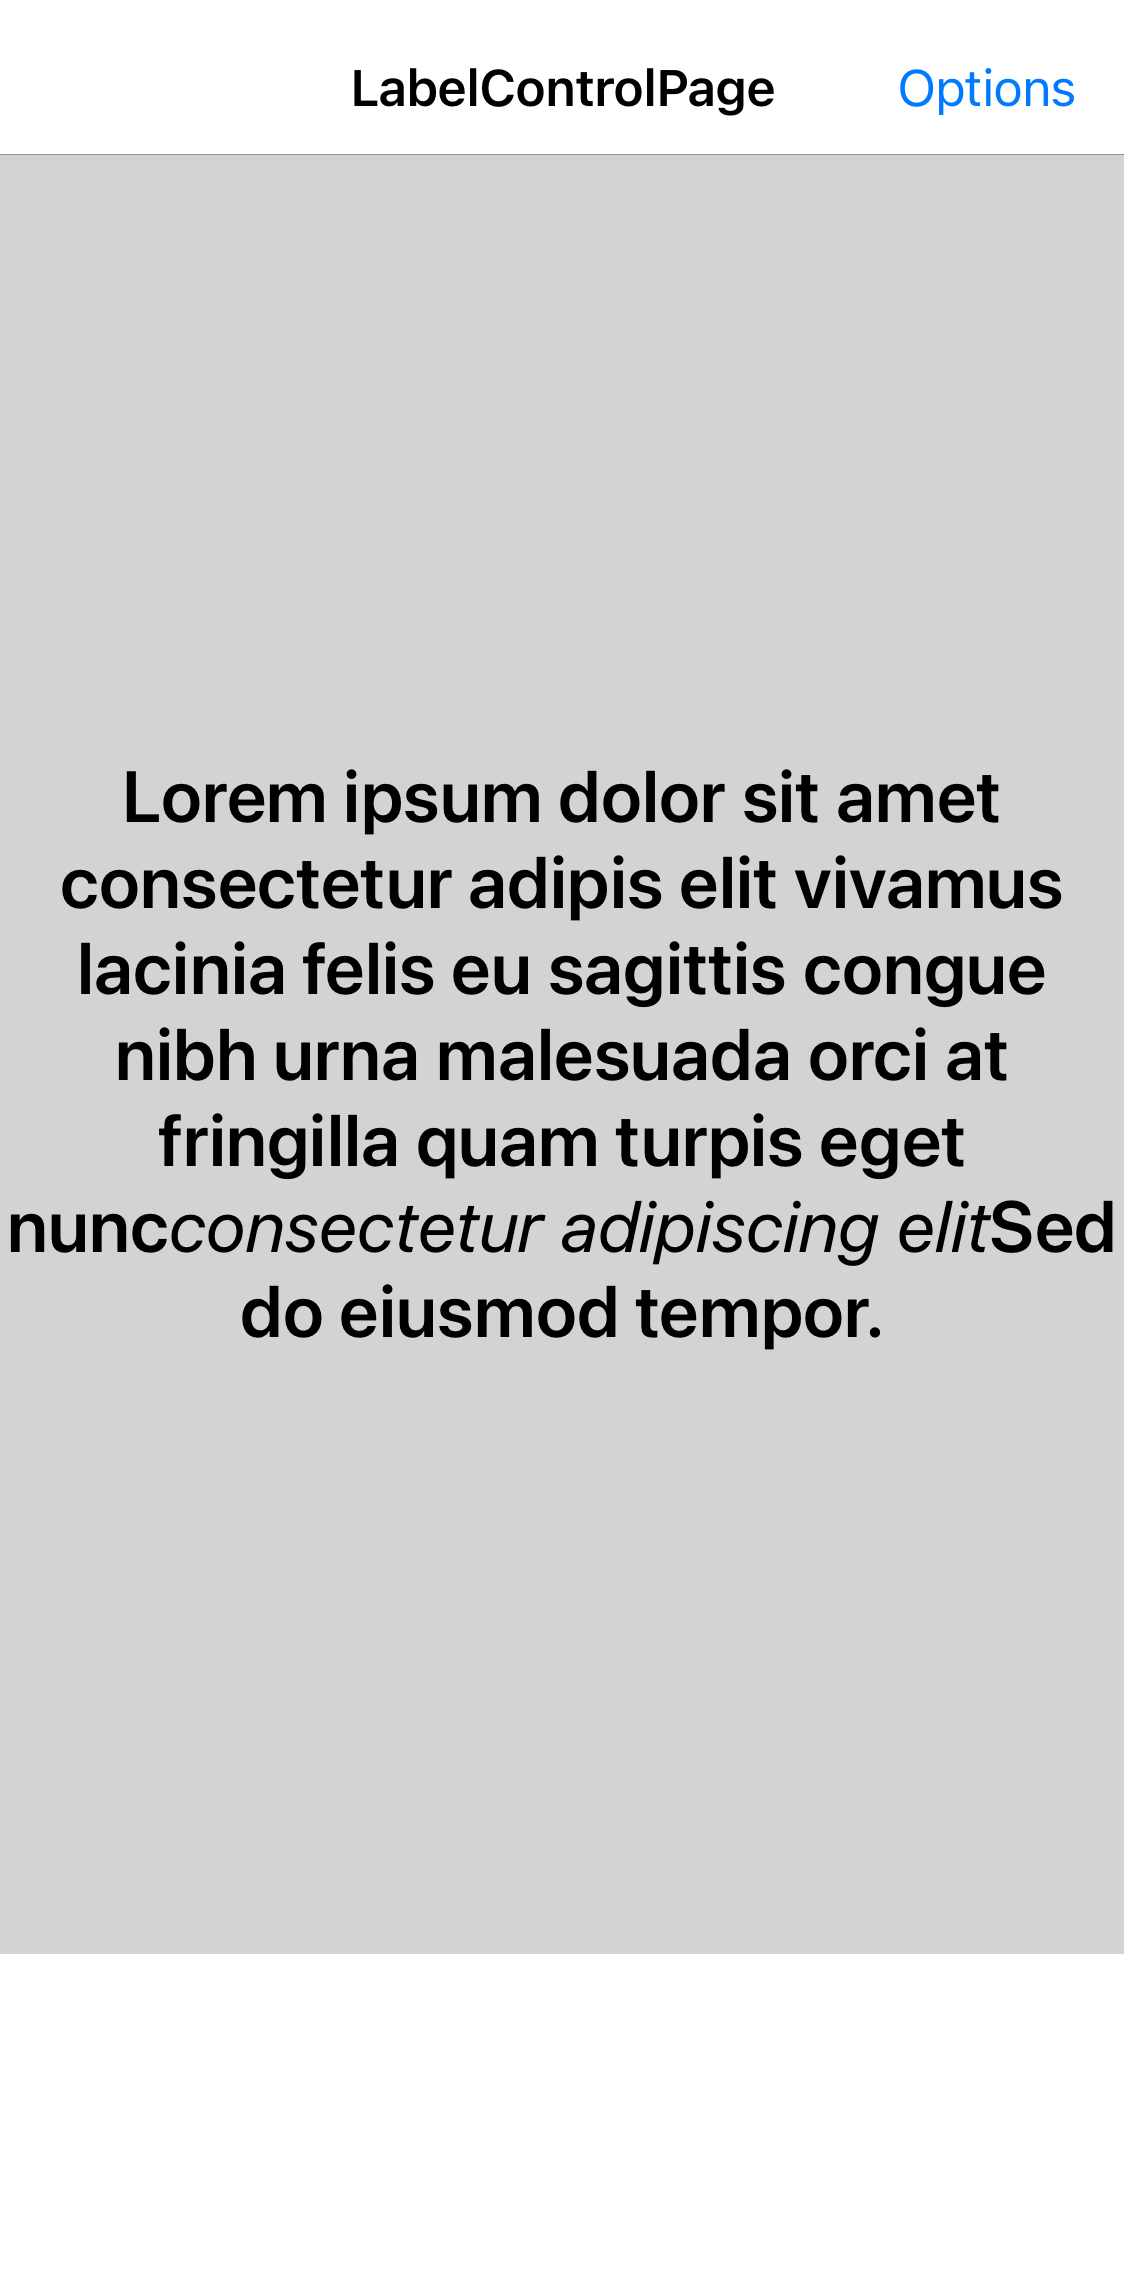 LabelControlPage
Options
Lorem ipsum dolor sit amet
consectetur adipis elit vivamus
lacinia felis eu sagittis congue
nibh urna malesuada orci at
fringilla quam turpis eget
nuncconsectetur adipiscing elitSed
do eiusmod tempor.